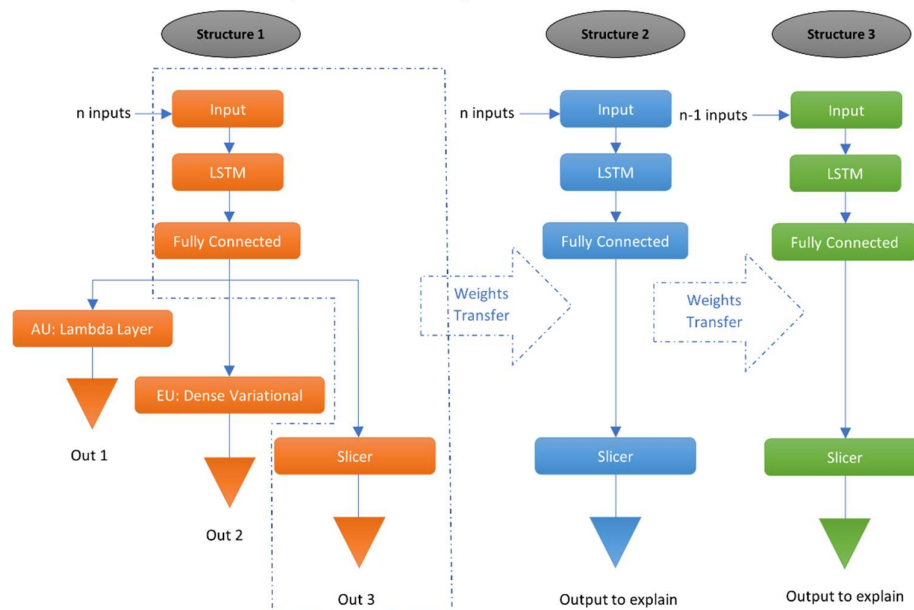 Structure 1
Structure 2
Structure 3
n inputs
Input
n inputs
Input
n-1 inputs
Input
LSTM
LSTM
LSTM
Fully Connected
Fully Connected
Fully Connected
Weights
Transfer
Weights
Transfer
AU: Lambda Layer
EU: Dense Variational
Out 1
Slicer
Slicer
Slicer
Out 2
Out 3
Output to explain
Output to explain